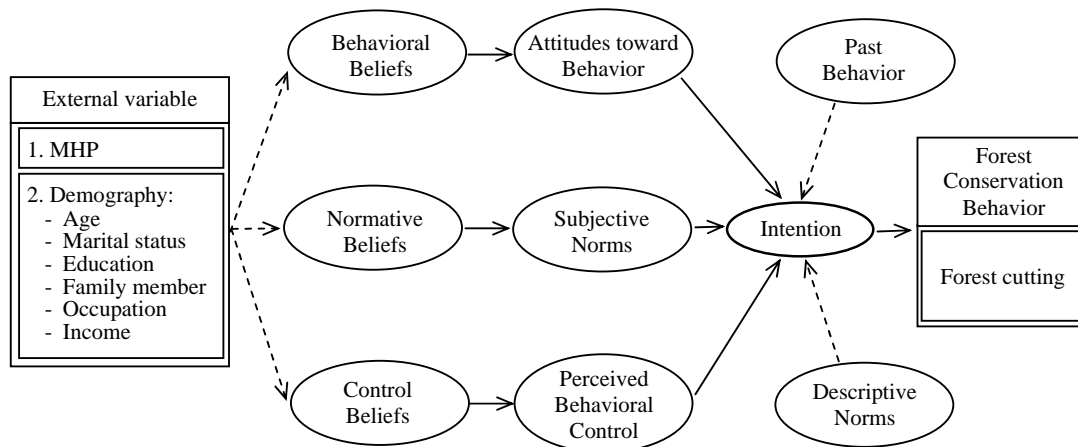 External variable
1. MHP
2. Demography:
- Age
- Marital status
- Education
- Family member
- Occupation
- Income
Behavioral
Beliefs
Normative
Beliefs
Control
Beliefs
Attitudes toward
Behavior
Subjective
Norms
Perceived
Behavioral
Control
Past
Behavior
Intention
Descriptive
Norms
Forest
Conservation
Behavior
Forest cutting